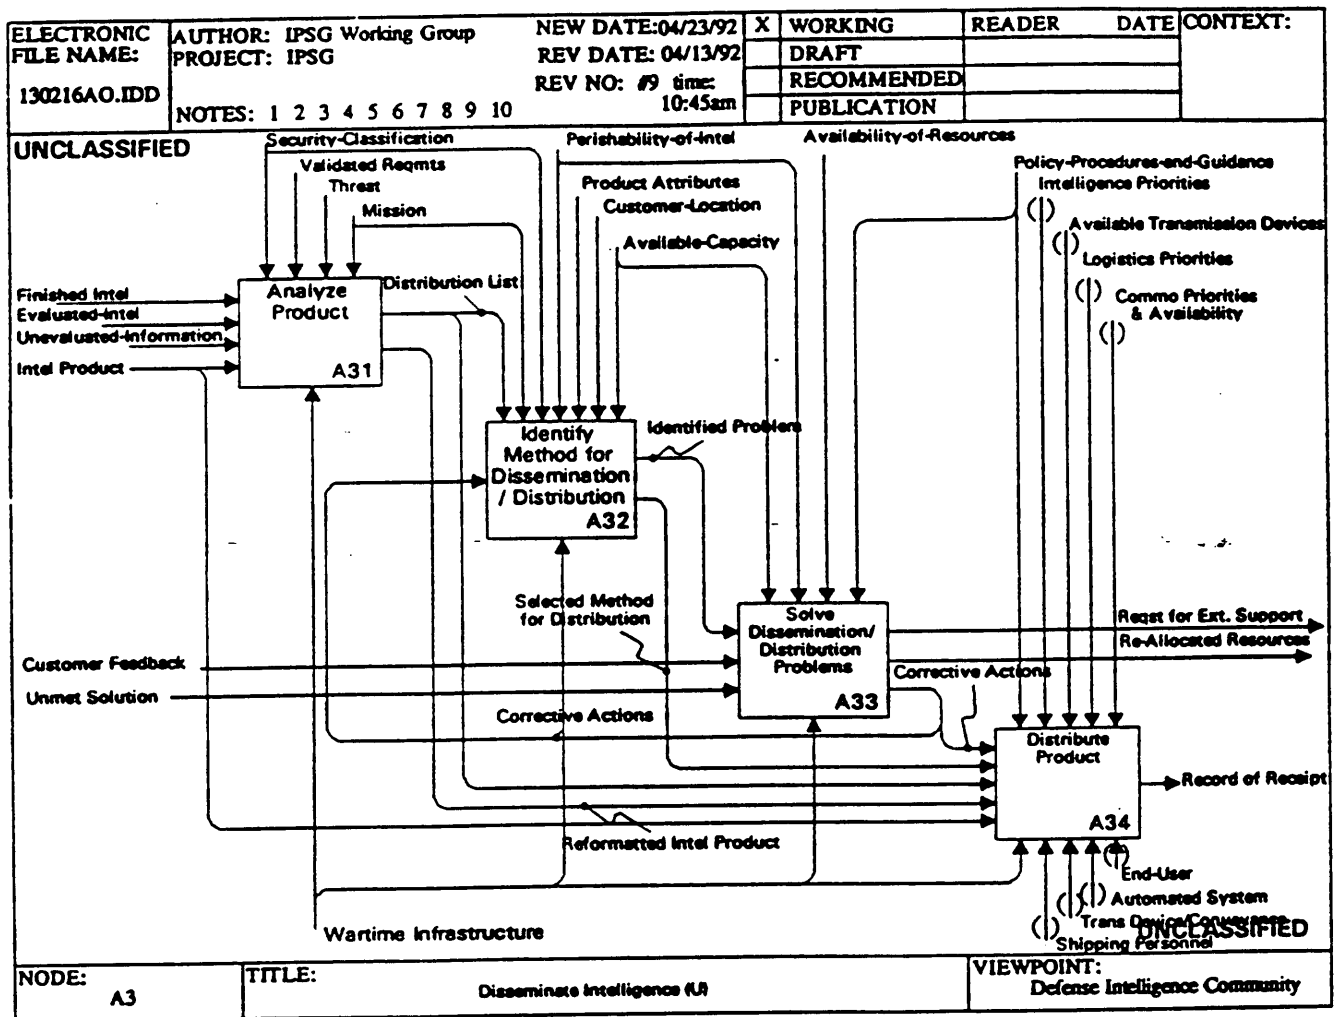 ELECTRONIC
FILE NAME:
130216AO.IDD
AUTHOR: IPSG Working Group
PROJECT: IPSG
NOTES: 1 2 3 4 5 6 7 8 9 10
NEW DATE:04/23/92
REV DATE: 04/13/92
REV NO: #9 time:
10:45am
X WORKING
DRAFT
RECOMMENDED
PUBLICATION
READER DATE
CONTEXT:
UNCLASSIFIED
Security-Classification
Validated Reqmts
Threat
Mission
Perishability-of-Intel
Product Attributes
Customer-Location
Available-Capacity
Availability-of-Resources
Policy-Procedures-and-Guidance
Intelligence Priorities
Available Transmission Devices
Logistics Priorities
Commo Priorities
& Availability
Finished Intel
Evaluated-Intel
Unevaluated-Information
Intel Product
Analyze
Product
A31
Distribution List
Identify
Method for
Dissemination
/ Distribution
A32
Identified Problem
Selected Method
for Distribution
Customer Feedback
Unmet Solution
Solve
Dissemination/
Distribution
Problems
A33
Reqst for Ext. Support
Re-Allocated Resources
Corrective Actions
Corrective Actions
Distribute
Product
A34
Record of Receipt
Reformatted Intel Product
End-User
Automated System
Trans Device/Conveyance
Shipping Personnel
UNCLASSIFIED
Wartime Infrastructure
NODE:
A3
TITLE:
Disseminate Intelligence (U)
VIEWPOINT:
Defense Intelligence Community